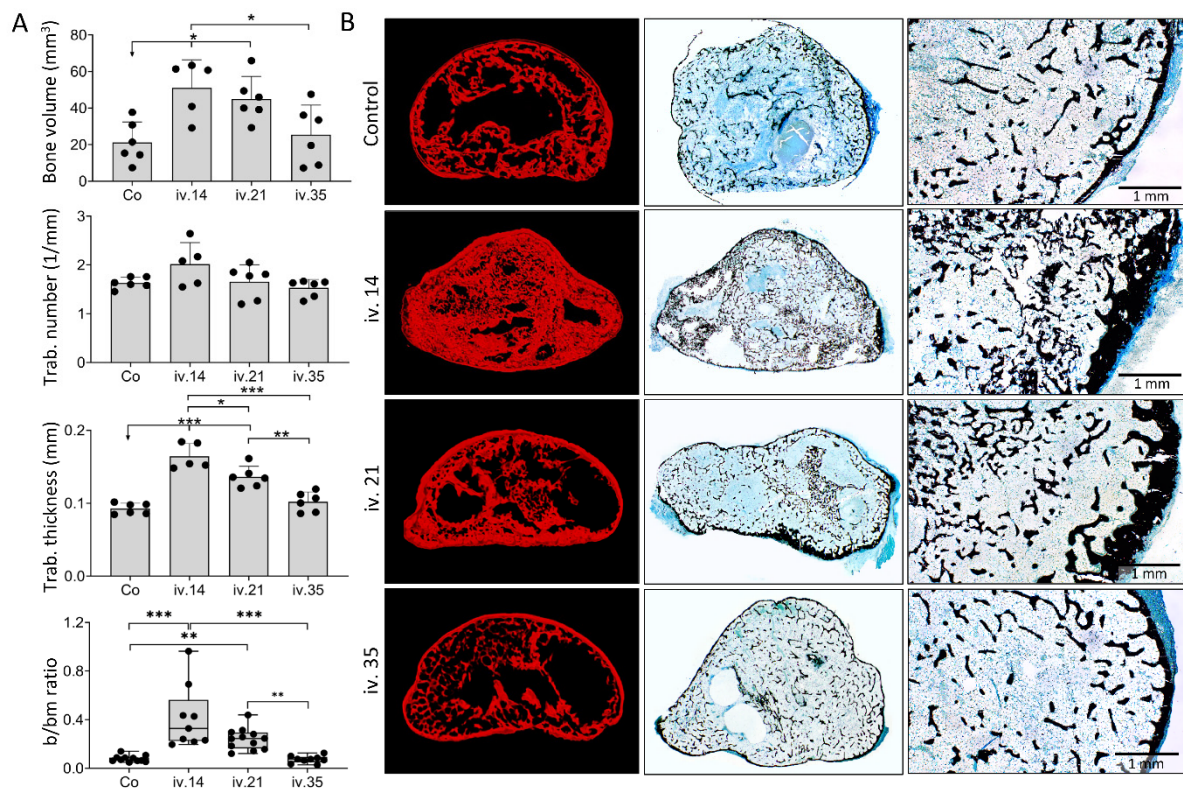 A
B
Bone volume (mm³)
80
60
40
20
0
*
*
Co iv.14 iv.21 iv.35
Trab. number (1/mm)
3
2
1
0
Co iv.14 iv.21 iv.35
Trab. thickness (mm)
0.2
0.1
0.0
***
*
***
**
Co iv.14 iv.21 iv.35
b/bm ratio
1.2
0.8
0.4
0.0
*** ***
**
**
Co iv.14 iv.21 iv.35
Control
1 mm
iv. 14
1 mm
iv. 21
1 mm
iv. 35
1 mm